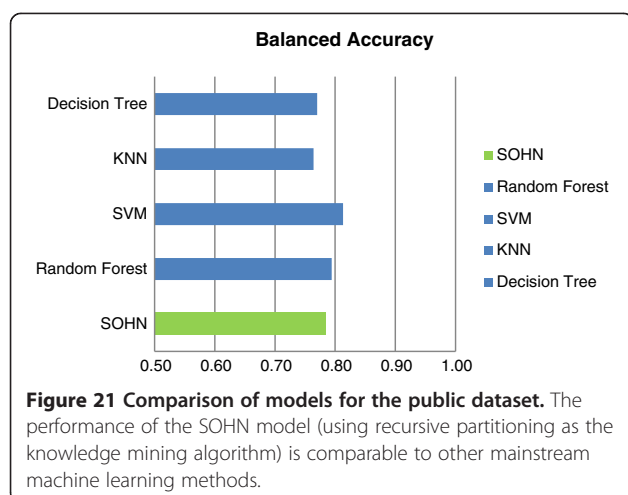 Balanced Accuracy
Decision Tree
KNN
SVM
Random Forest
SOHN
0.50 0.60 0.70 0.80 0.90 1.00
SOHN
Random Forest
SVM
KNN
Decision Tree
Figure 21 Comparison of models for the public dataset. The
performance of the SOHN model (using recursive partitioning as the
knowledge mining algorithm) is comparable to other mainstream
machine learning methods.